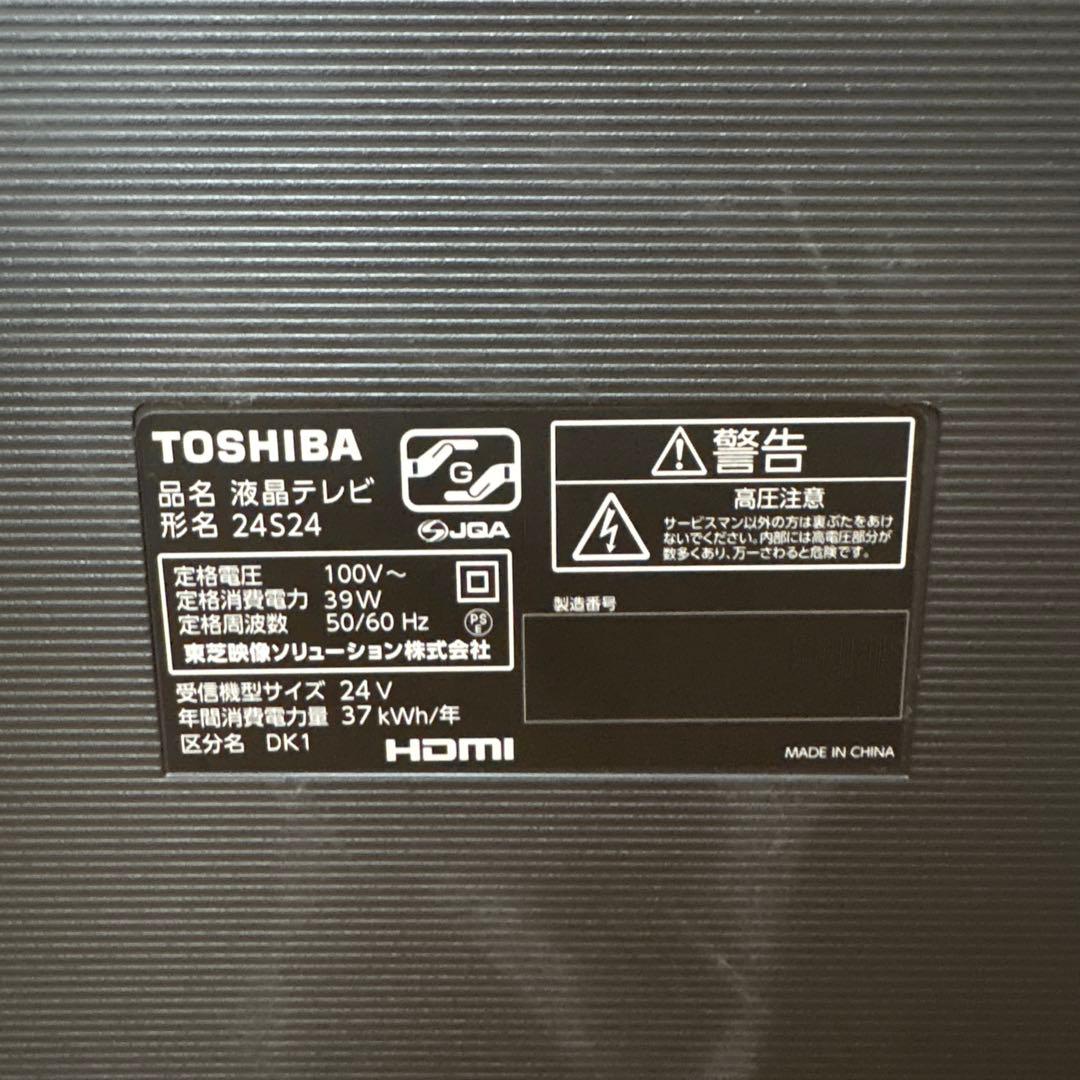 TOSHIBA
品名 液晶テレビ
形名 24S24
G
JQA
定格電圧 100V～
定格消費電力 39W
定格周波数 50/60 Hz
PS
E
東芝映像ソリューション株式会社
受信機型サイズ 24V
年間消費電力量 37kWh/年
区分名 DK1
HDMI
警告
高圧注意
サービスマン以外の方は裏ぶたをあけ
ないでください。内部には高電圧部分が
数多くあり、万一さわると危険です。
製造番号
MADE IN CHINA